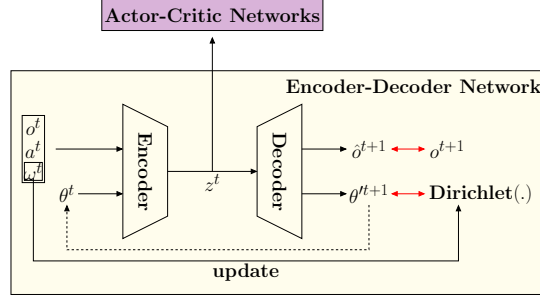 Actor-Critic Networks
Encoder-Decoder Network
o^t
a^t
ω^t
θ^t
Encoder
z^t
Decoder
ô^{t+1}
o^{t+1}
θ'^{t+1}
Dirichlet(.)
update